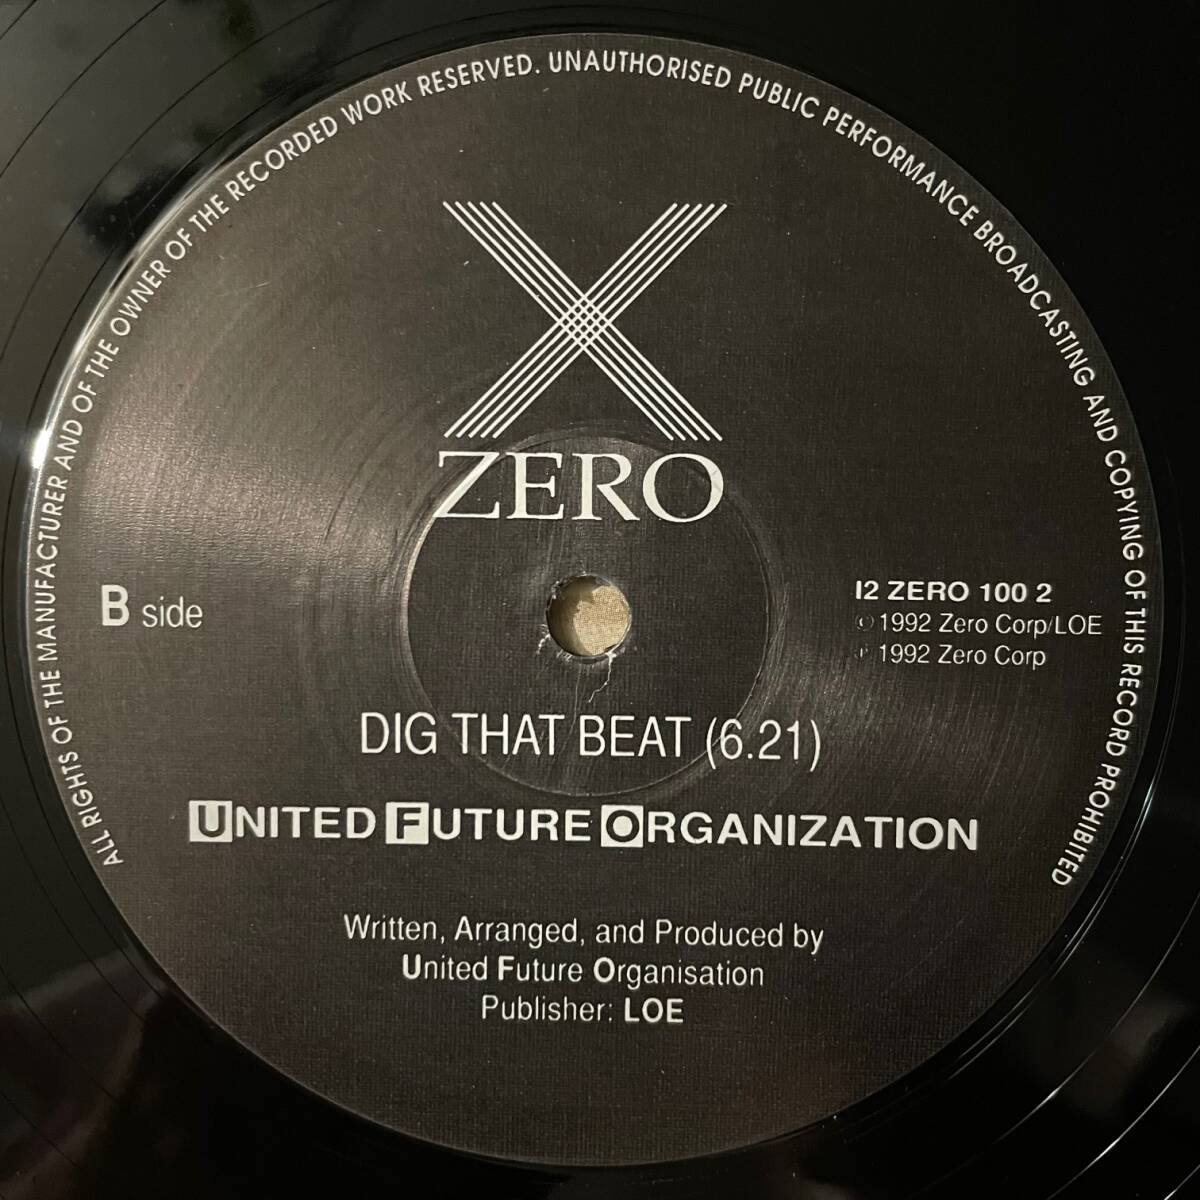 ALL RIGHTS OF THE MANUFACTURER AND OF THE OWNER OF THE RECORDED WORK RESERVED. UNAUTHORISED PUBLIC PERFORMANCE BROADCASTING AND COPYING OF THIS RECORD PROHIBITED
ZERO
B side
12 ZERO 100 2
© 1992 Zero Corp/LOE
℗ 1992 Zero Corp
DIG THAT BEAT (6.21)
UNITED FUTURE ORGANIZATION
Written, Arranged, and Produced by
United Future Organisation
Publisher: LOE